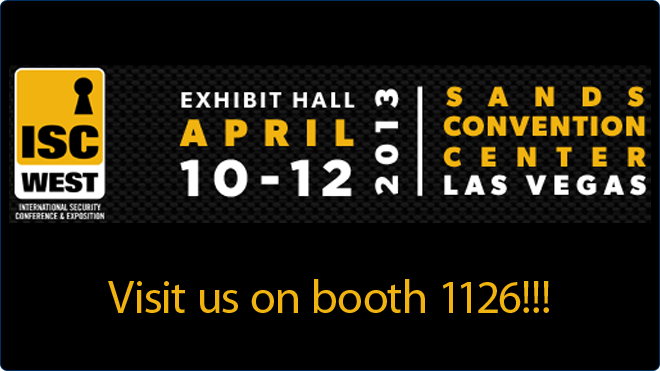 ISC
WEST
INTERNATIONAL SECURITY
CONFERENCE & EXPOSITION
EXHIBIT HALL
APRIL
10-12
2013
SANDS
CONVENTION
CENTER
LAS VEGAS
Visit us on booth 1126!!!